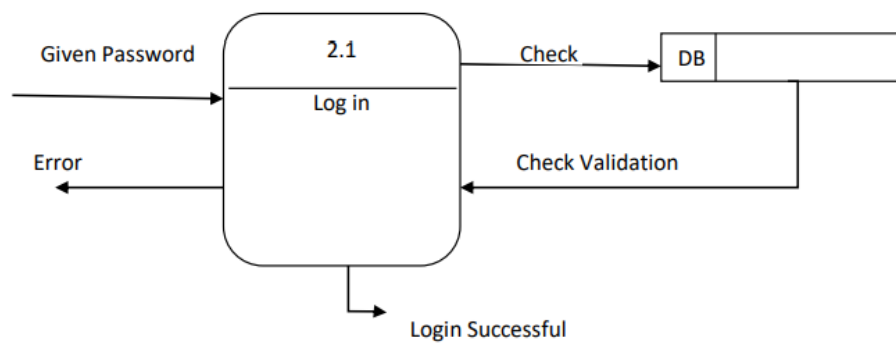 Given Password
2.1
Check
DB
Log in
Error
Check Validation
Login Successful